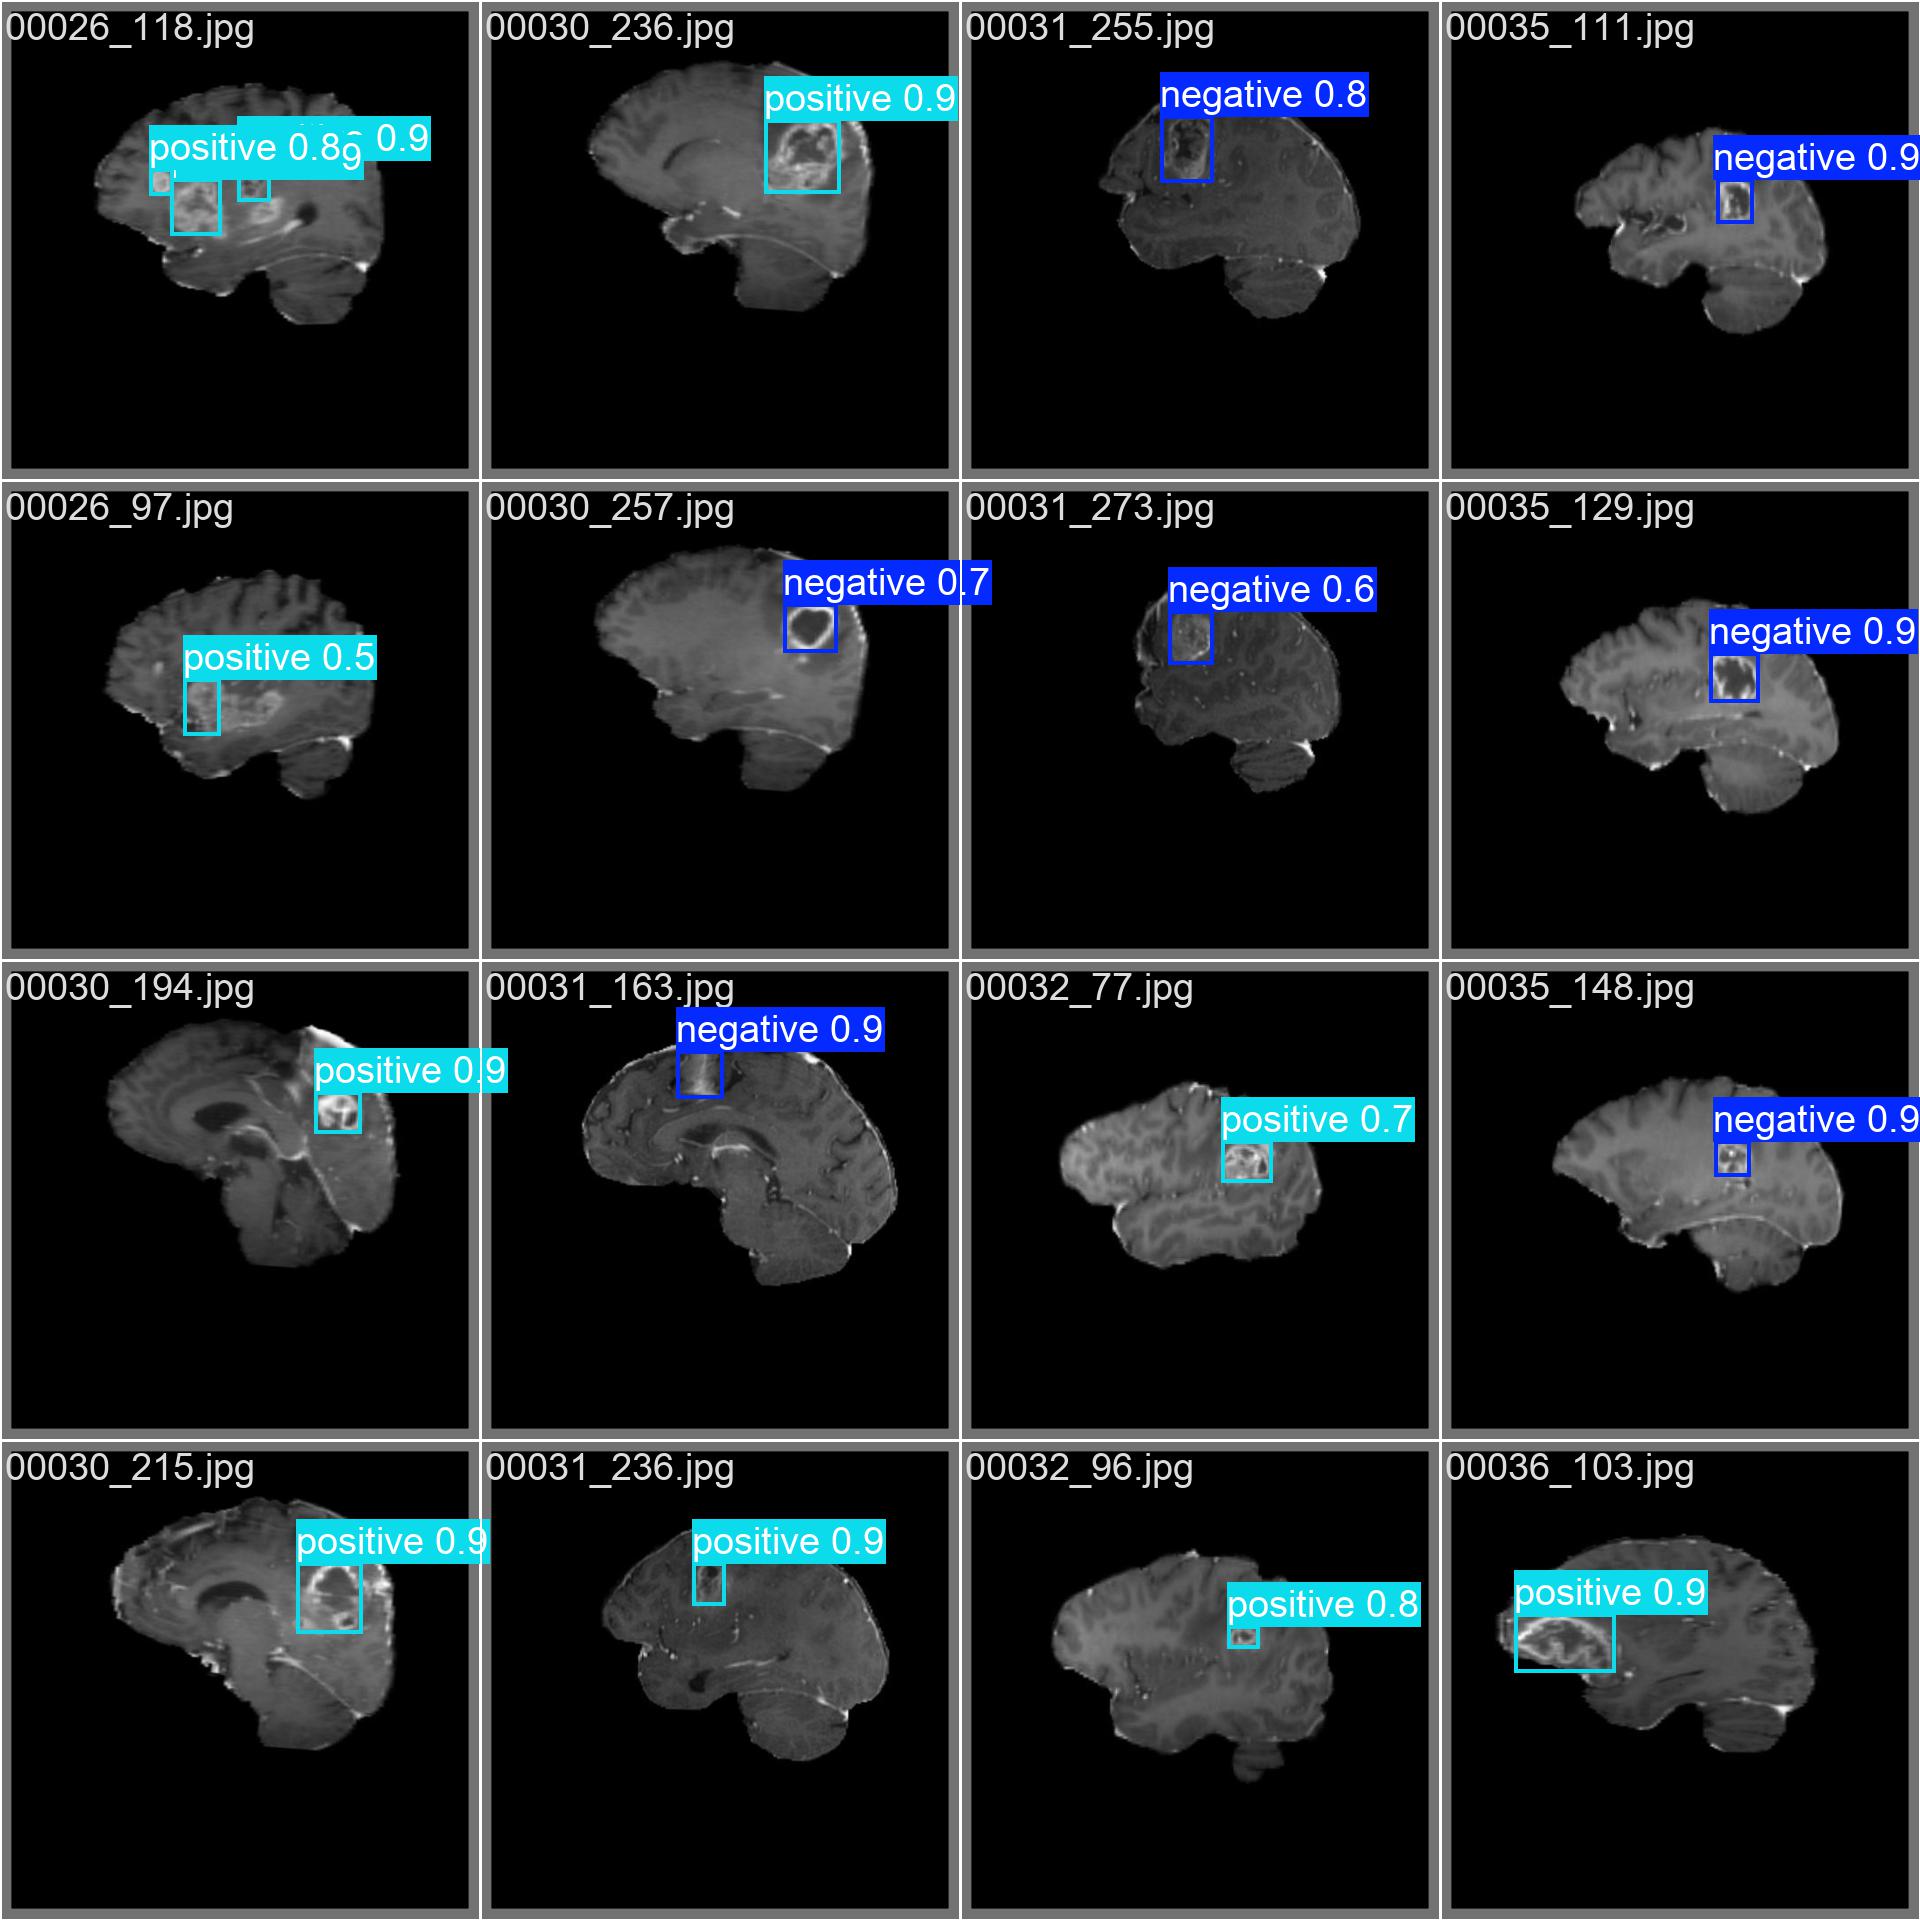 00026_118.jpg
00030_236.jpg
00031_255.jpg
00035_111.jpg
positive 0.8
0.9
positive 0.9
negative 0.8
negative 0.9
00026_97.jpg
00030_257.jpg
00031_273.jpg
00035_129.jpg
positive 0.5
negative 0.7
negative 0.6
negative 0.9
00030_194.jpg
00031_163.jpg
00032_77.jpg
00035_148.jpg
positive 0.9
negative 0.9
positive 0.7
negative 0.9
00030_215.jpg
00031_236.jpg
00032_96.jpg
00036_103.jpg
positive 0.9
positive 0.9
positive 0.8
positive 0.9